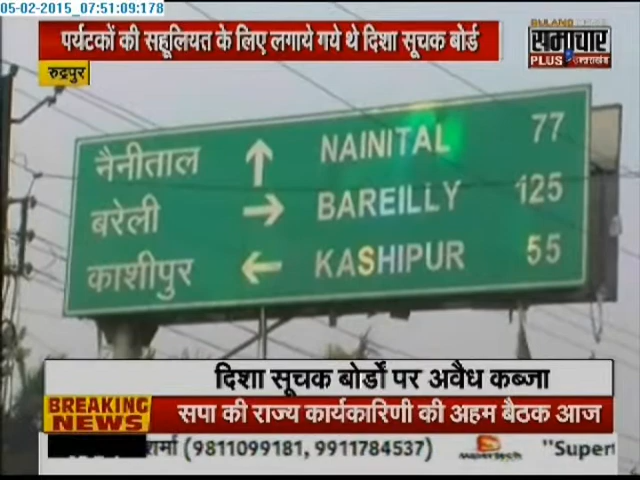 05-02-2015_07:51:09:178
पर्यटकों की सहूलियत के लिए लगाये गये थे दिशा सूचक बोर्ड
समाचार
PLUS
रुद्रपुर
नैनीताल ↑ NAINITAL 77
बरेली → BAREILLY 125
काशीपुर ← KASHIPUR 55
दिशा सूचक बोर्डों पर अवैध कब्जा
BREAKING NEWS
सपा की राज्य कार्यकारिणी की अहम बैठक आज
शर्मा (9811099181, 9911784537) supertech "Supert